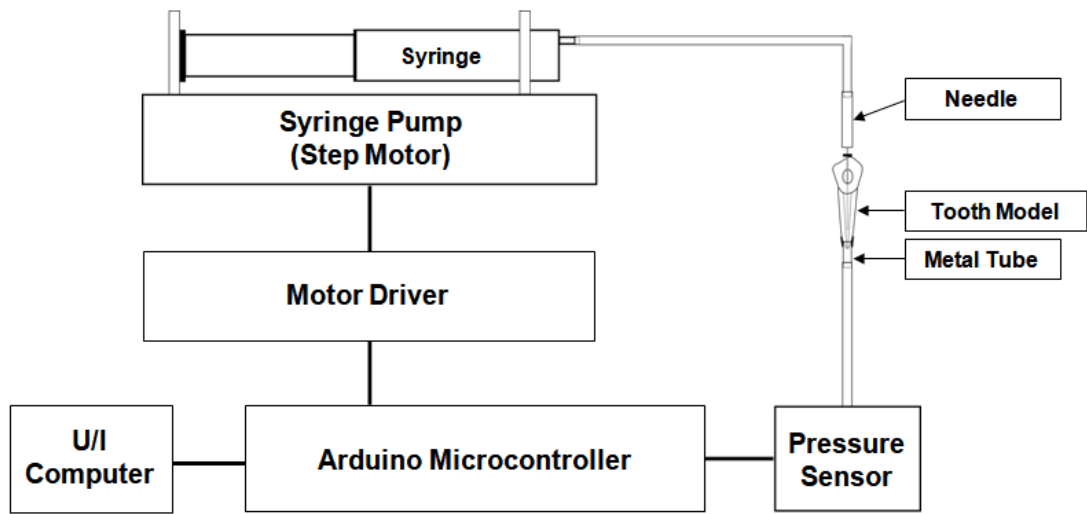 Syringe
Needle
Syringe Pump
(Step Motor)
Tooth Model
Metal Tube
Motor Driver
U/I
Computer
Arduino Microcontroller
Pressure
Sensor